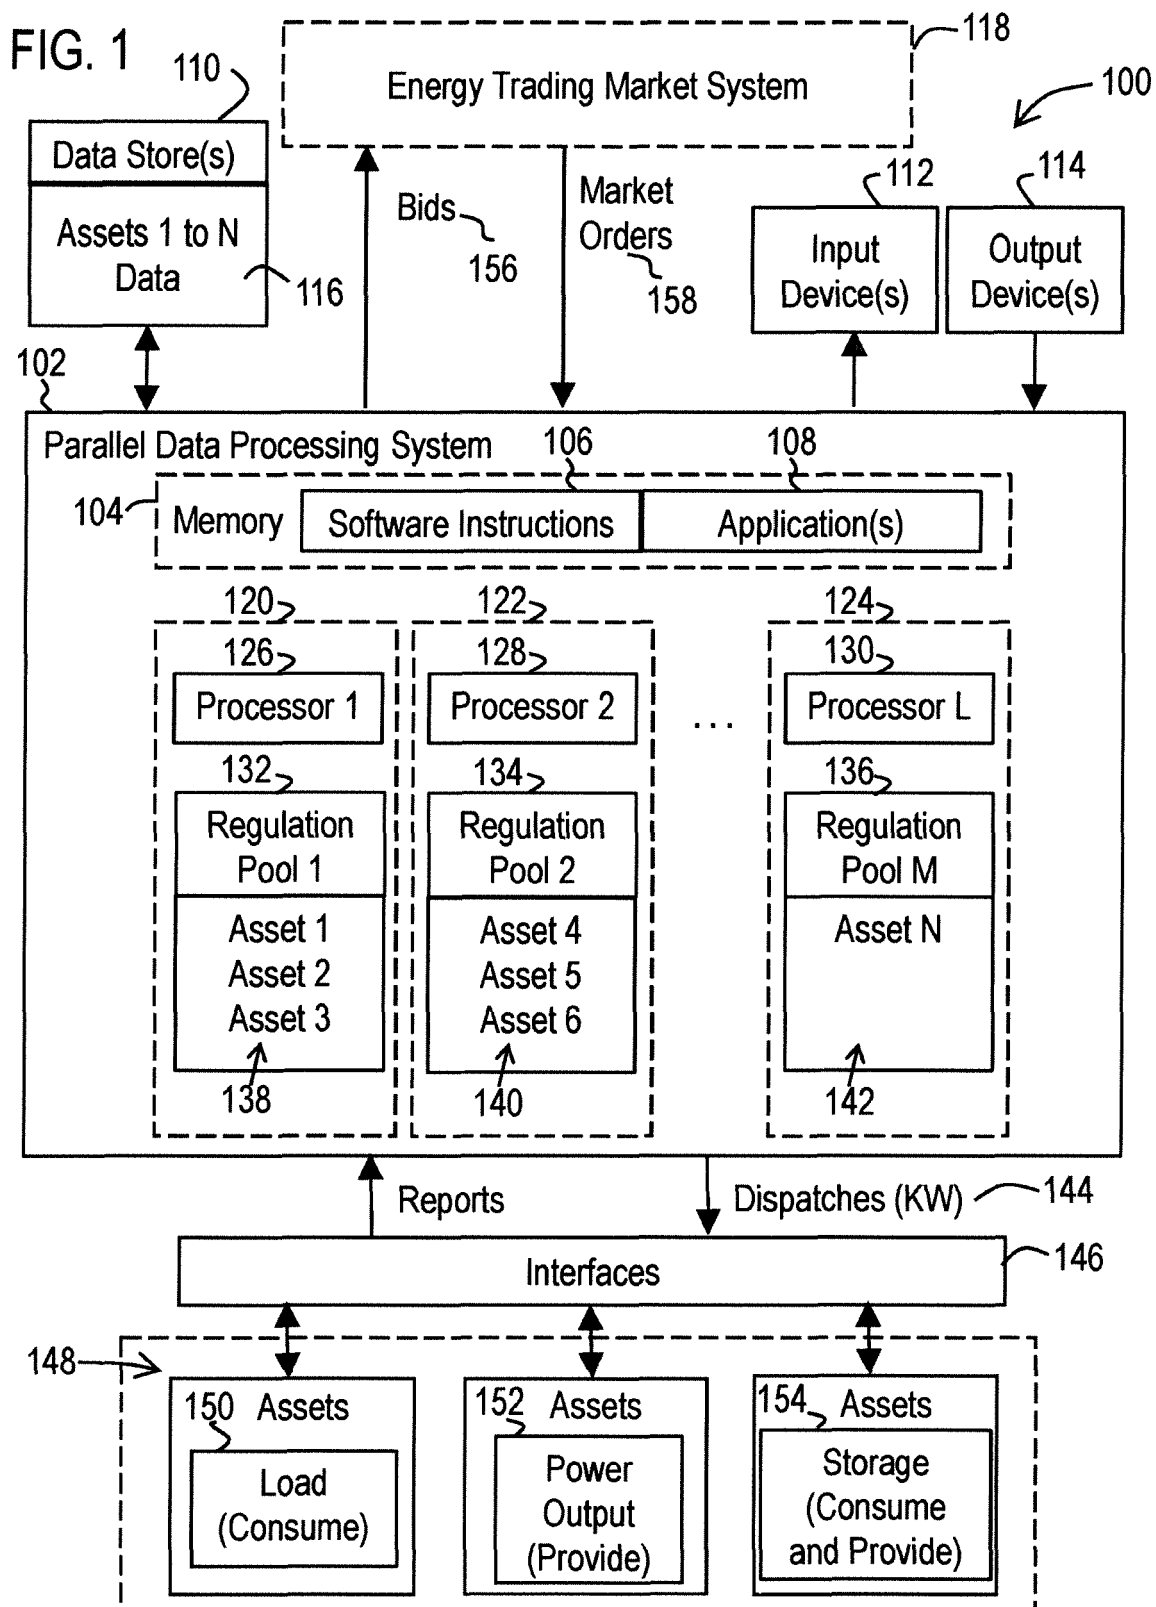 FIG. 1
118
Energy Trading Market System
110
100
Data Store(s)
Assets 1 to N
Data
116
Bids
156
Market
Orders
158
112
Input
Device(s)
114
Output
Device(s)
102
Parallel Data Processing System
106
108
104
Memory
Software Instructions
Application(s)
120
122
124
126
128
130
Processor 1
Processor 2
...
Processor L
132
134
136
Regulation
Pool 1
Regulation
Pool 2
Regulation
Pool M
Asset 1
Asset 2
Asset 3
Asset 4
Asset 5
Asset 6
Asset N
138
140
142
Reports
Dispatches (KW)
144
Interfaces
146
148
150
Assets
Load
(Consume)
152
Assets
Power
Output
(Provide)
154
Assets
Storage
(Consume
and Provide)